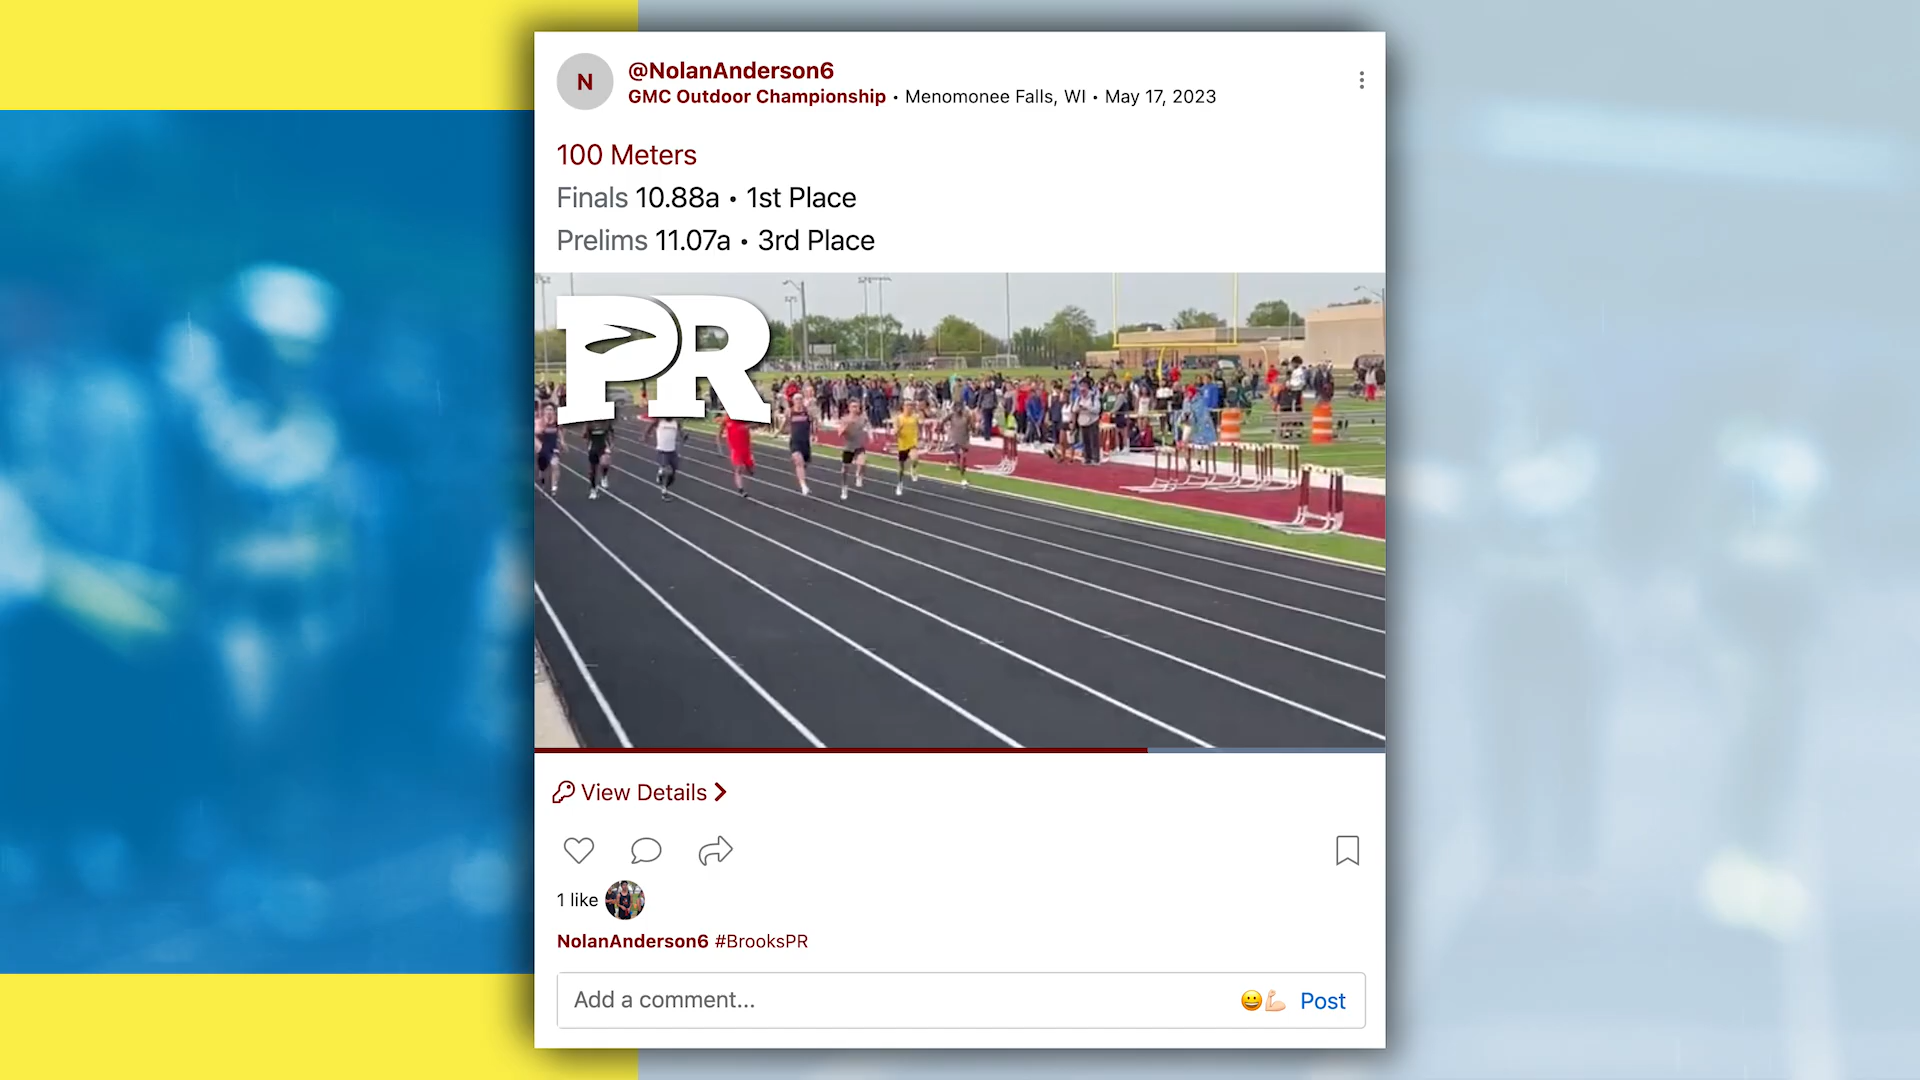 N
@NolanAnderson6
GMC Outdoor Championship • Menomonee Falls, WI • May 17, 2023
100 Meters
Finals 10.88a • 1st Place
Prelims 11.07a • 3rd Place
PR
View Details
1 like
NolanAnderson6 #BrooksPR
Add a comment...
Post